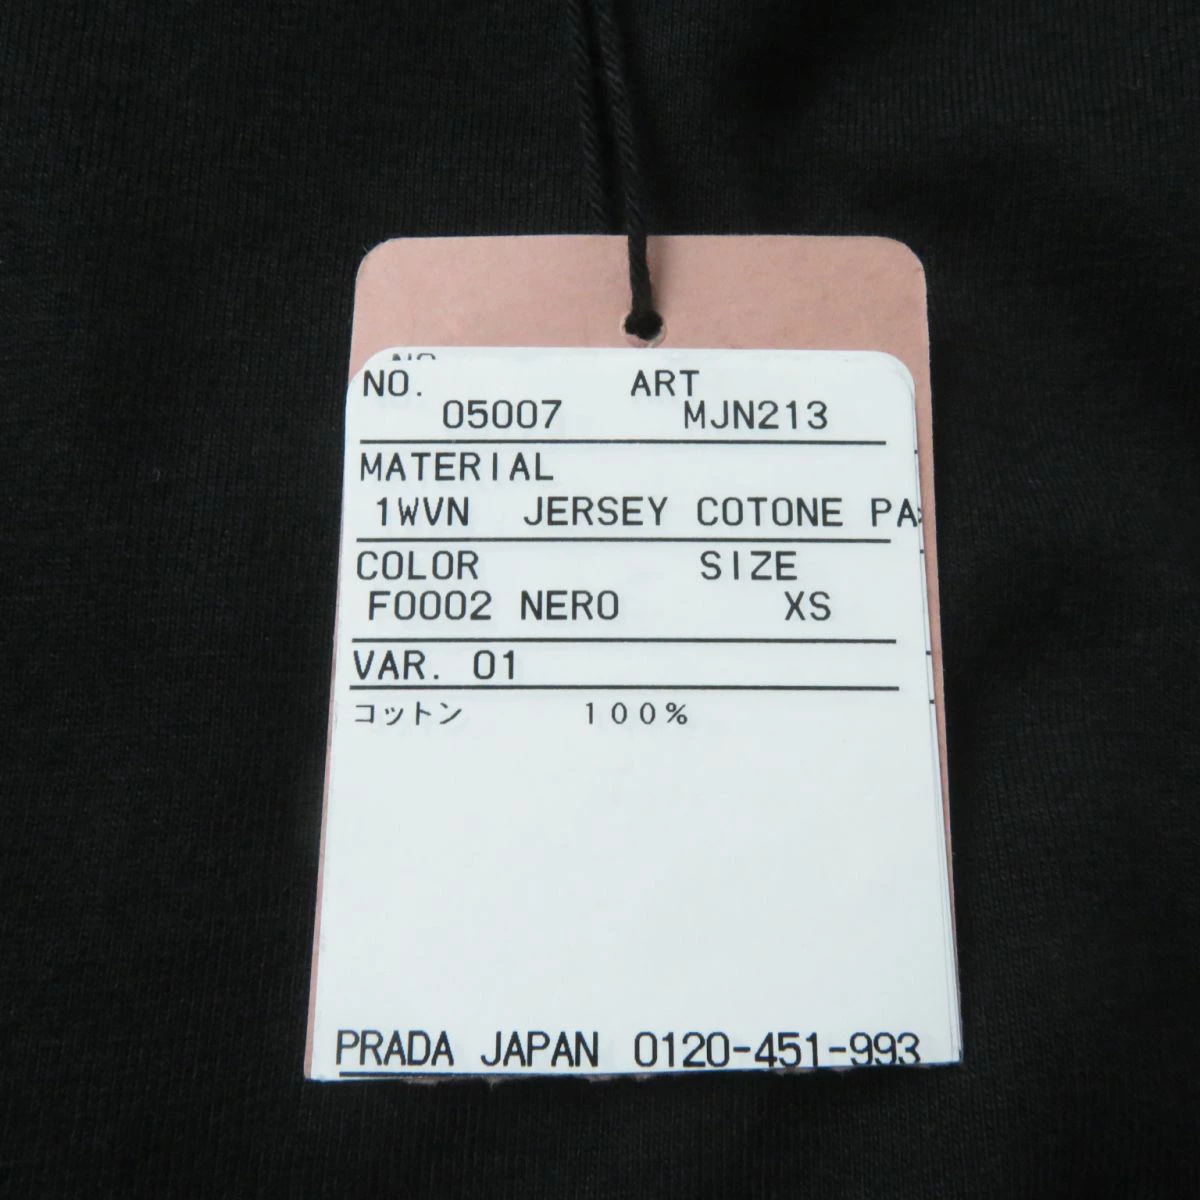 NO. ART
05007 MJN213
MATERIAL
1WVN JERSEY COTONE
COLOR SIZE
F0002 NERO XS
VAR. 01
コットン 100%
PRADA JAPAN 0120-451-993